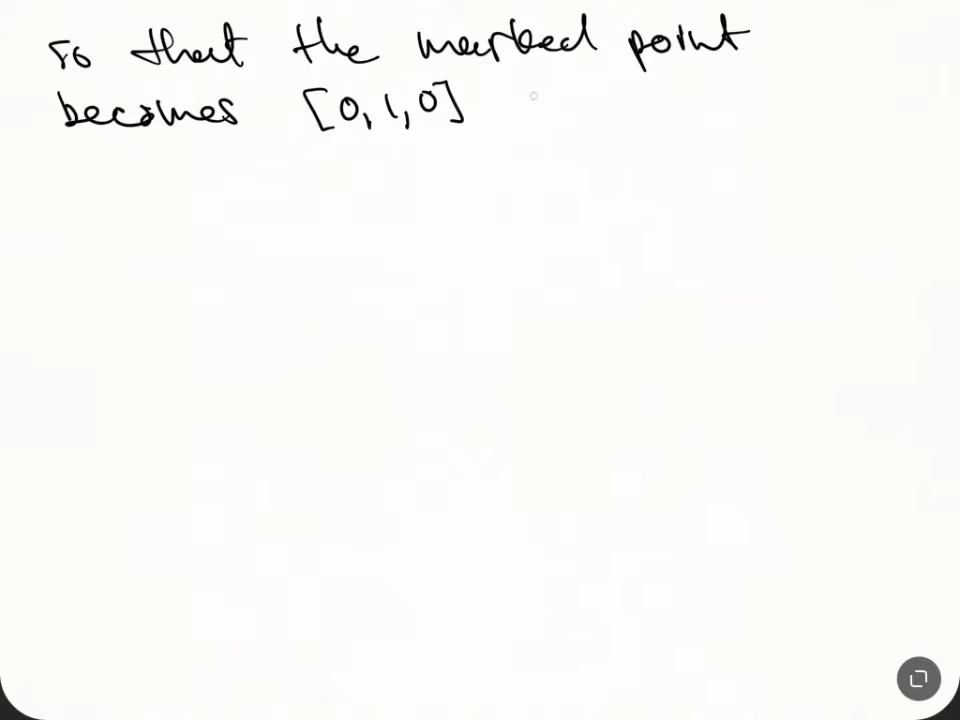 so that the marked point
becomes [0,1,0]